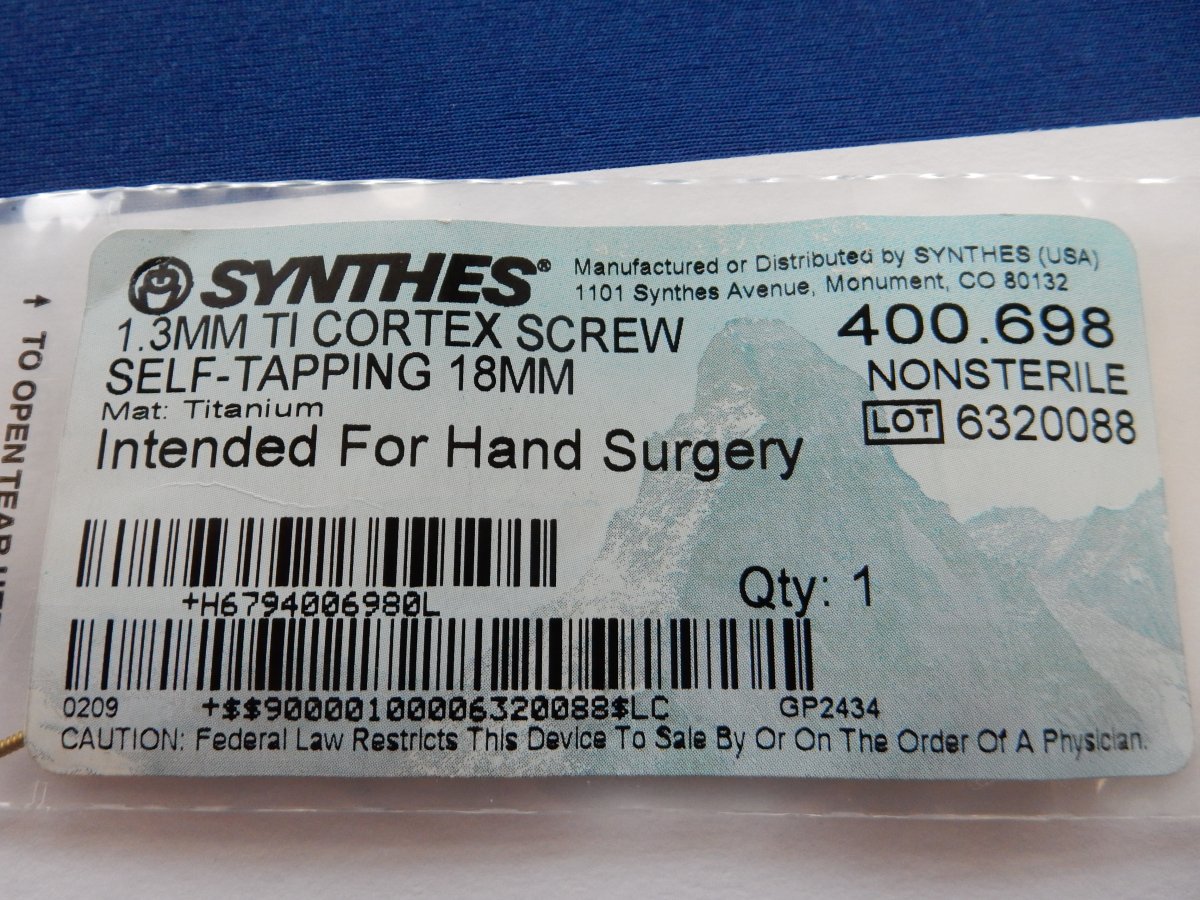 SYNTHES®
Manufactured or Distributed by SYNTHES (USA)
1101 Synthes Avenue, Monument, CO 80132
1.3MM TI CORTEX SCREW
SELF-TAPPING 18MM
Mat: Titanium
Intended For Hand Surgery
400.698
NONSTERILE
LOT 6320088
+H6794006980L
Qty: 1
0209 +$$90000100006320088$LC GP2434
CAUTION: Federal Law Restricts This Device To Sale By Or On The Order Of A Physician.
↑ TO OPEN TEAR